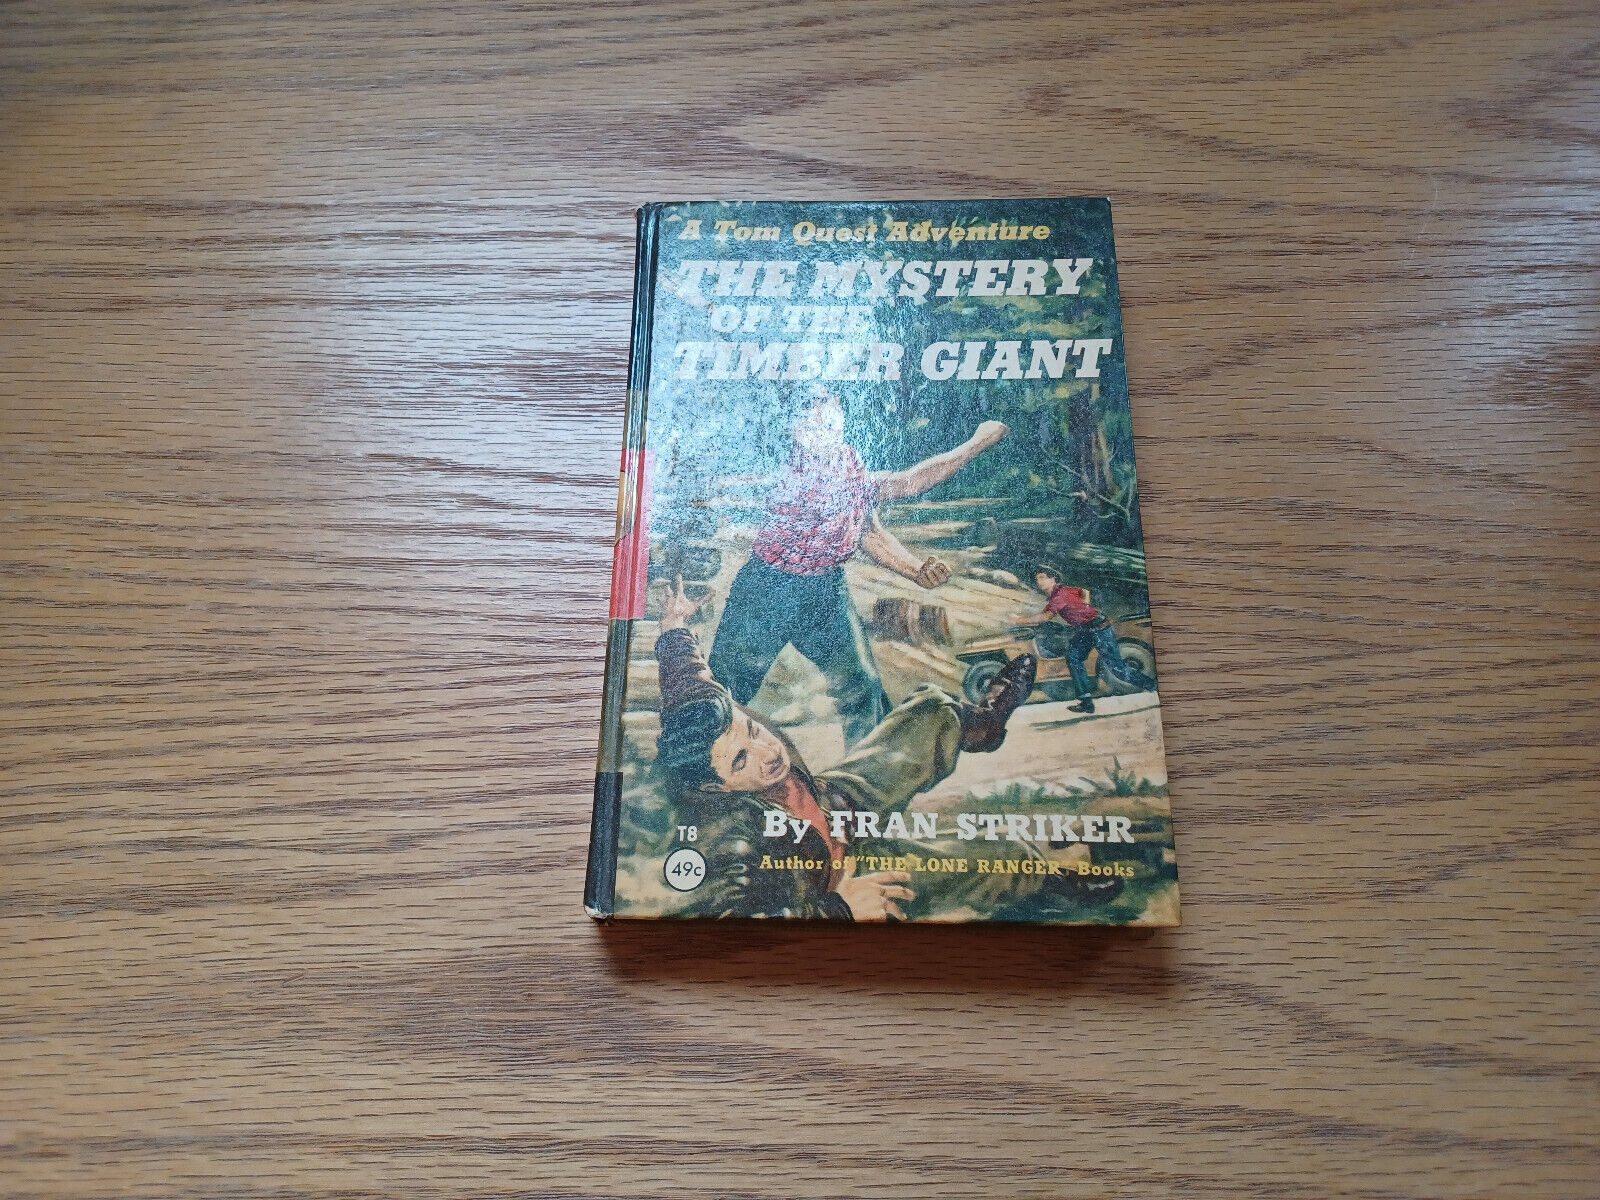 A Tom Quest Adventure
THE MYSTERY
OF THE
TIMBER GIANT
By FRAN STRIKER
Author of "THE LONE RANGER" Books
T8
49c